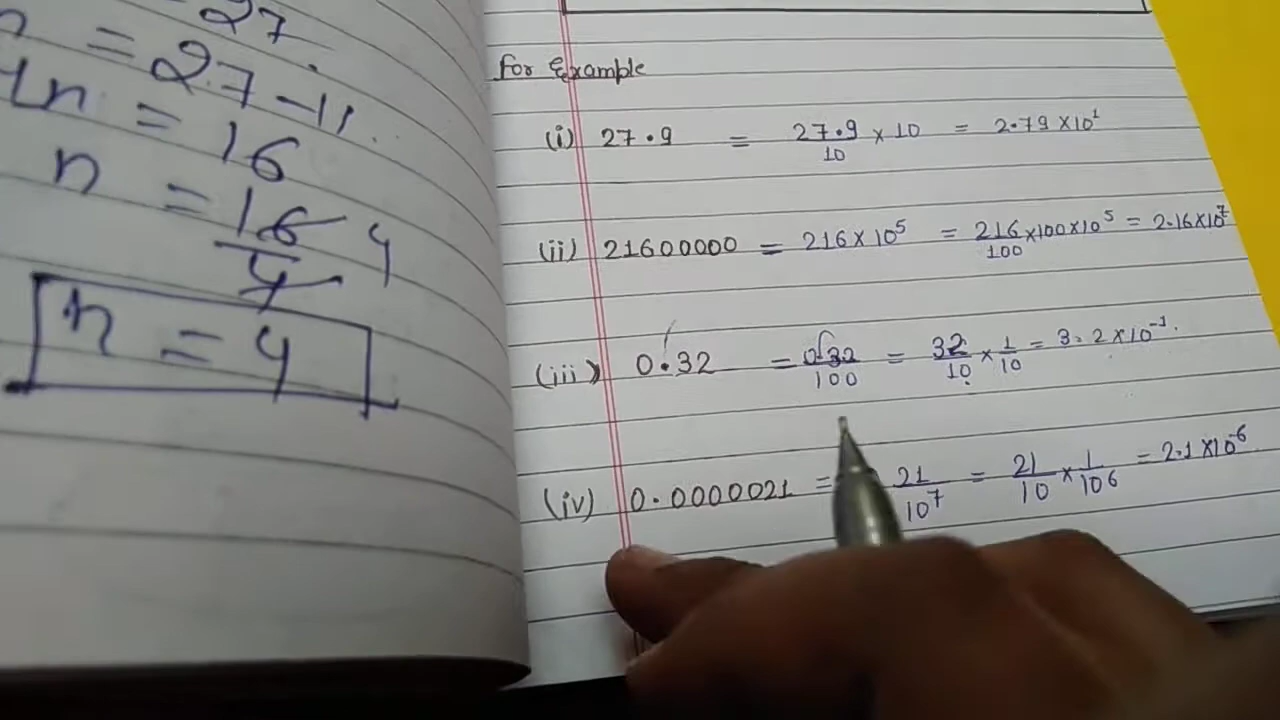 27
= 27 - 11
4n = 16
n = 16/4 4
n = 4
for Example
(i) 27.9 = 27.9/10 × 10 = 2.79 × 10¹
(ii) 21600000 = 216 × 10⁵ = 216/100 × 100 × 10⁵ = 2.16 × 10⁷
(iii) 0.32 = 032/100 = 32/10 × 1/10 = 3.2 × 10⁻¹.
(iv) 0.0000021 = 21/10⁷ = 21/10 × 1/10⁶ = 2.1 × 10⁻⁶